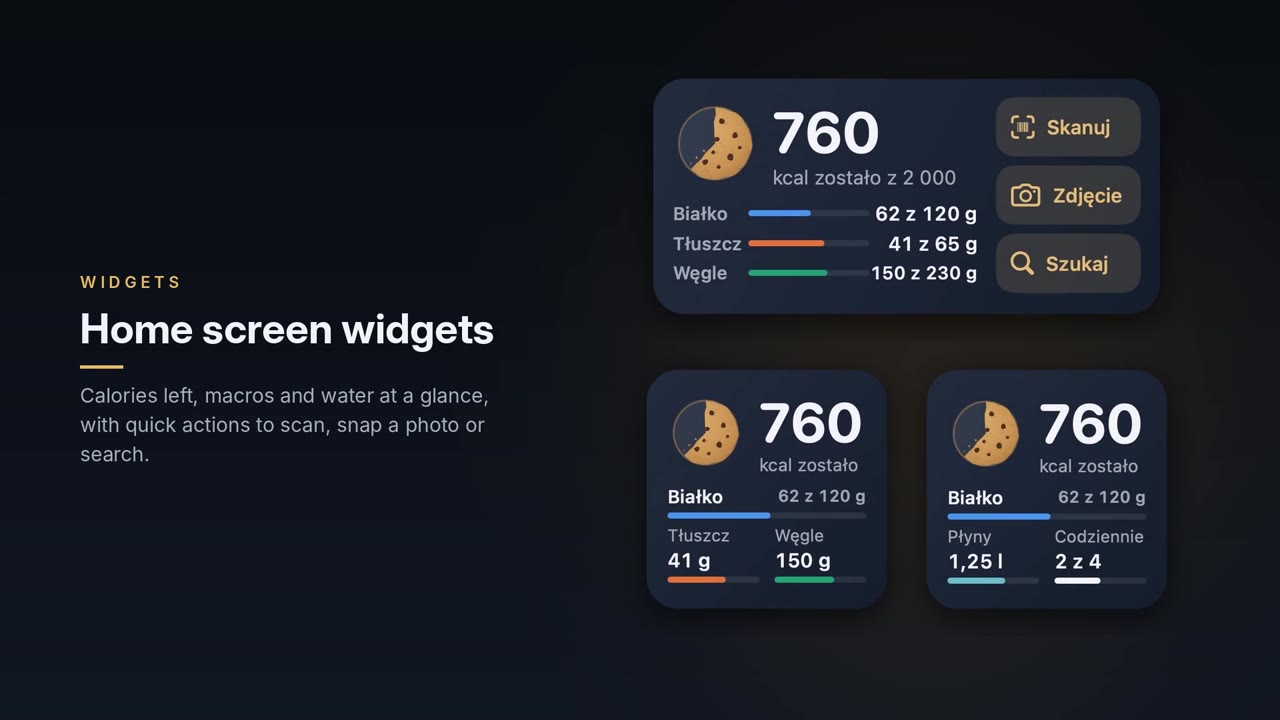 WIDGETS
Home screen widgets
Calories left, macros and water at a glance,
with quick actions to scan, snap a photo or
search.
760
kcal zostało z 2 000
Białko 62 z 120 g
Tłuszcz 41 z 65 g
Węgle 150 z 230 g
Skanuj
Zdjęcie
Szukaj
760
kcal zostało
Białko 62 z 120 g
Tłuszcz Węgle
41 g 150 g
760
kcal zostało
Białko 62 z 120 g
Płyny Codziennie
1,25 l 2 z 4